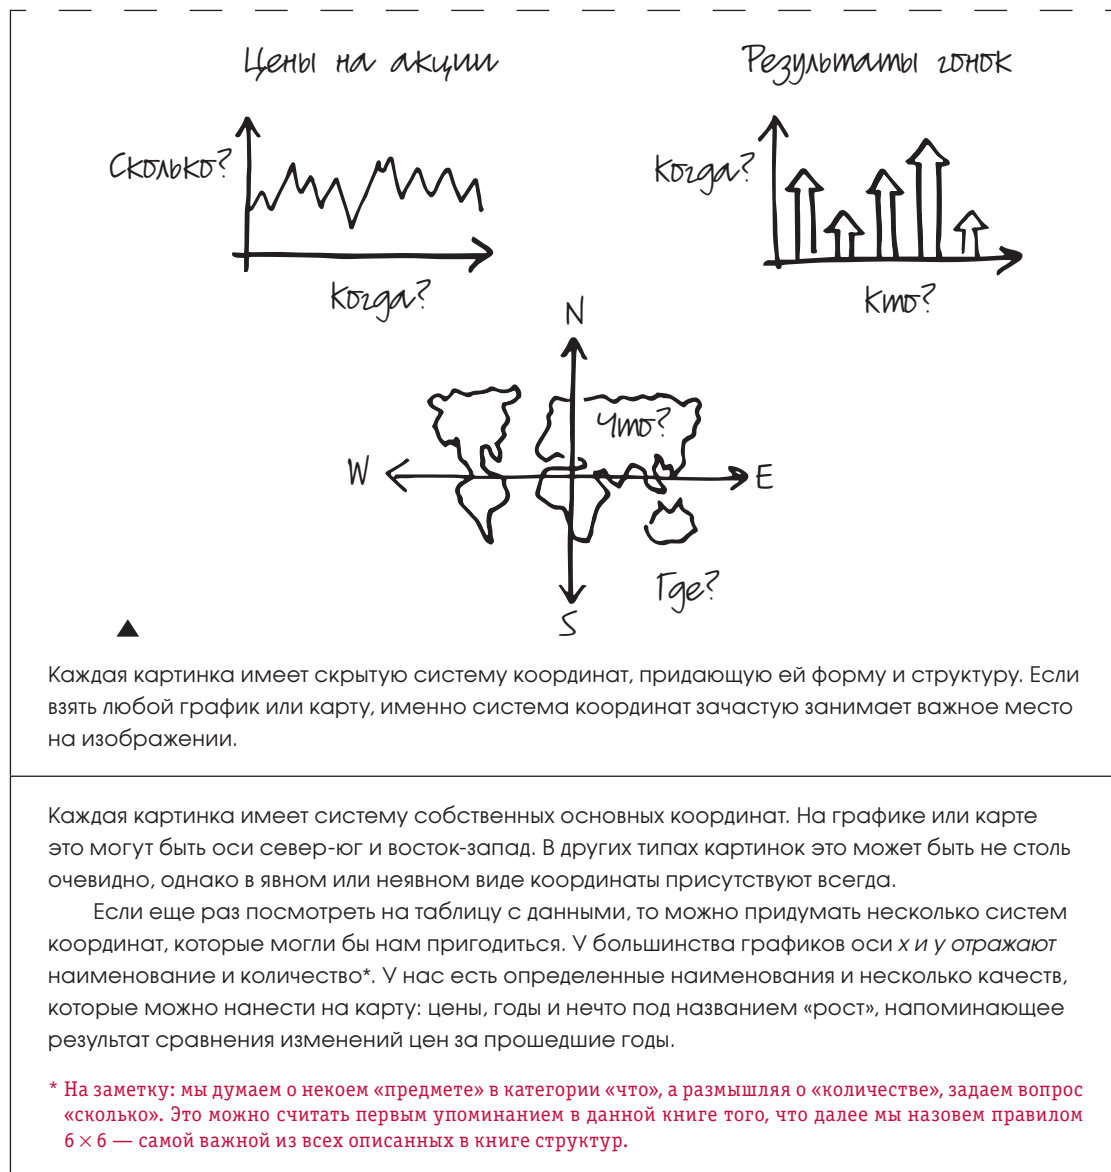 Цены на акции
Результаты гонок
Сколько?
Когда?
Когда?
Кто?
N
Что?
W
E
Где?
S
Каждая картинка имеет скрытую систему координат, придающую ей форму и структуру. Если
взять любой график или карту, именно система координат зачастую занимает важное место
на изображении.
Каждая картинка имеет систему собственных основных координат. На графике или карте
это могут быть оси север-юг и восток-запад. В других типах картинок это может быть не столь
очевидно, однако в явном или неявном виде координаты присутствуют всегда.
Если еще раз посмотреть на таблицу с данными, то можно придумать несколько систем
координат, которые могли бы нам пригодиться. У большинства графиков оси x и y отражают
наименование и количество*. У нас есть определенные наименования и несколько качеств,
которые можно нанести на карту: цены, годы и нечто под названием «рост», напоминающее
результат сравнения изменений цен за прошедшие годы.
* На заметку: мы думаем о некоем «предмете» в категории «что», а размышляя о «количестве», задаем вопрос
«сколько». Это можно считать первым упоминанием в данной книге того, что далее мы назовем правилом
6 × 6 — самой важной из всех описанных в книге структур.